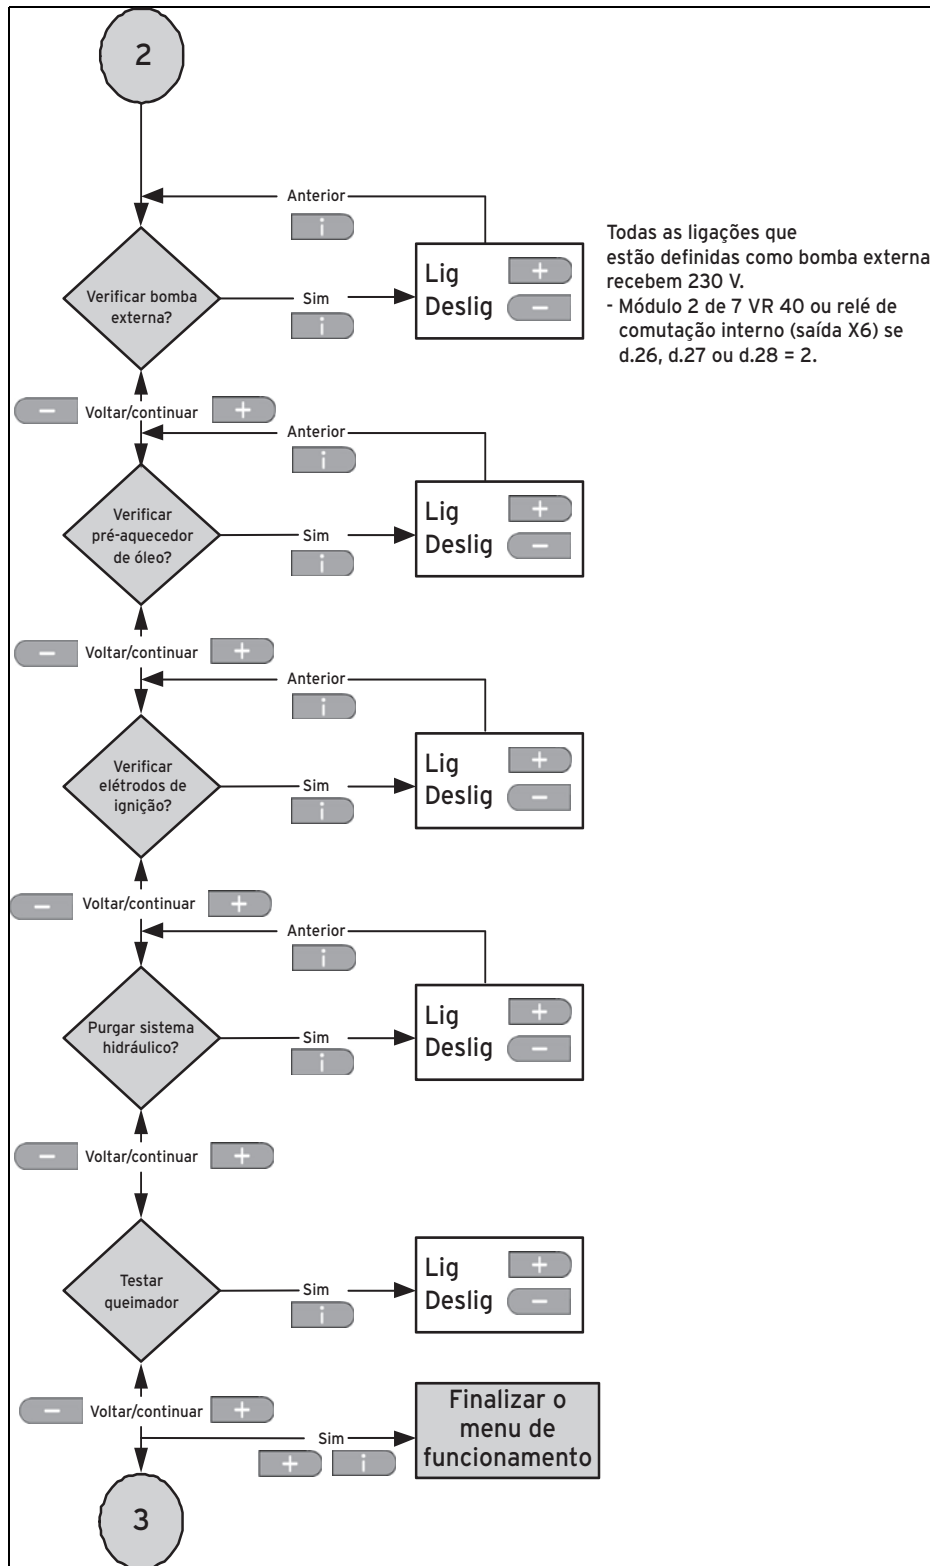 2
Anterior
i
Verificar bomba
externa?
Sim
i
Lig +
Deslig −
Todas as ligações que
estão definidas como bomba externa
recebem 230 V.
- Módulo 2 de 7 VR 40 ou relé de
comutação interno (saída X6) se
d.26, d.27 ou d.28 = 2.
− Voltar/continuar +
Anterior
i
Verificar
pré-aquecedor
de óleo?
Sim
i
Lig +
Deslig −
− Voltar/continuar +
Anterior
i
Verificar
elétrodos de
ignição?
Sim
i
Lig +
Deslig −
− Voltar/continuar +
Anterior
i
Purgar sistema
hidráulico?
Sim
i
Lig +
Deslig −
− Voltar/continuar +
Testar
queimador
Sim
i
Lig +
Deslig −
− Voltar/continuar +
Sim
+ i
Finalizar o
menu de
funcionamento
3